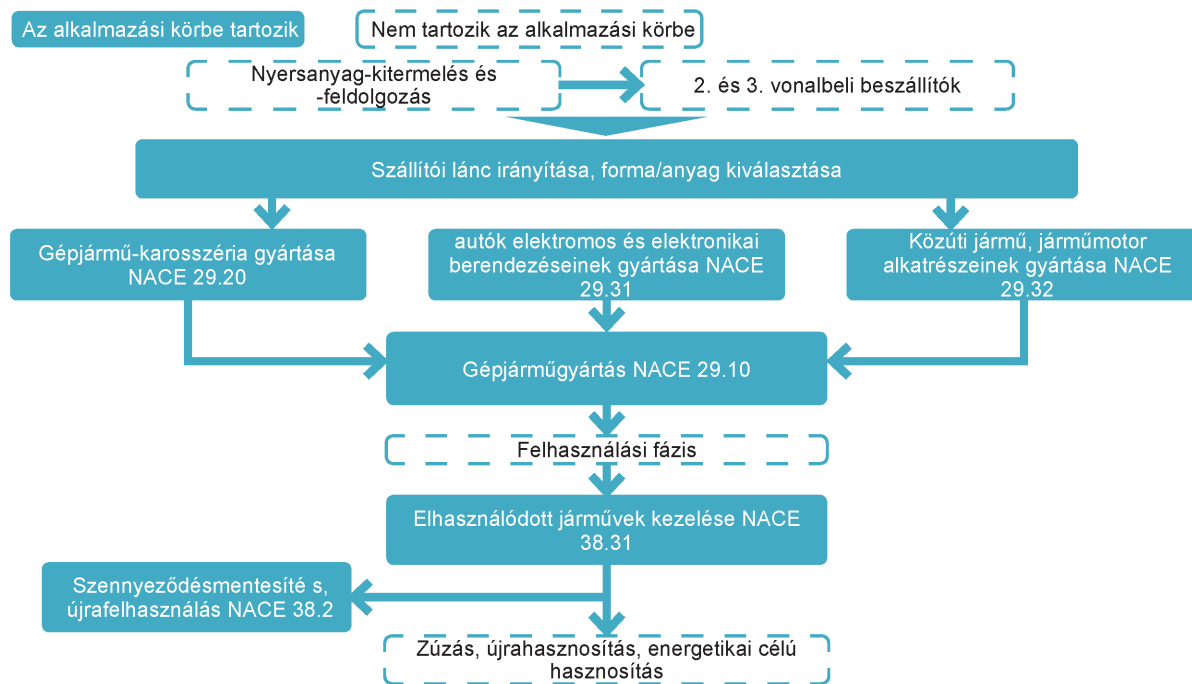 Az alkalmazási körbe tartozik
Nem tartozik az alkalmazási körbe
Nyersanyag-kitermelés és
-feldolgozás
2. és 3. vonalbeli beszállítók
Szállítói lánc irányítása, forma/anyag kiválasztása
Gépjármű-karosszéria gyártása
NACE 29.20
autók elektromos és elektronikai
berendezéseinek gyártása NACE
29.31
Közúti jármű, járműmotor
alkatrészeinek gyártása NACE
29.32
Gépjárműgyártás NACE 29.10
Felhasználási fázis
Elhasználódott járművek kezelése NACE
38.31
Szennyeződésmentesíté s,
újrafelhasználás NACE 38.2
Zúzás, újrahasznosítás, energetikai célú
hasznosítás